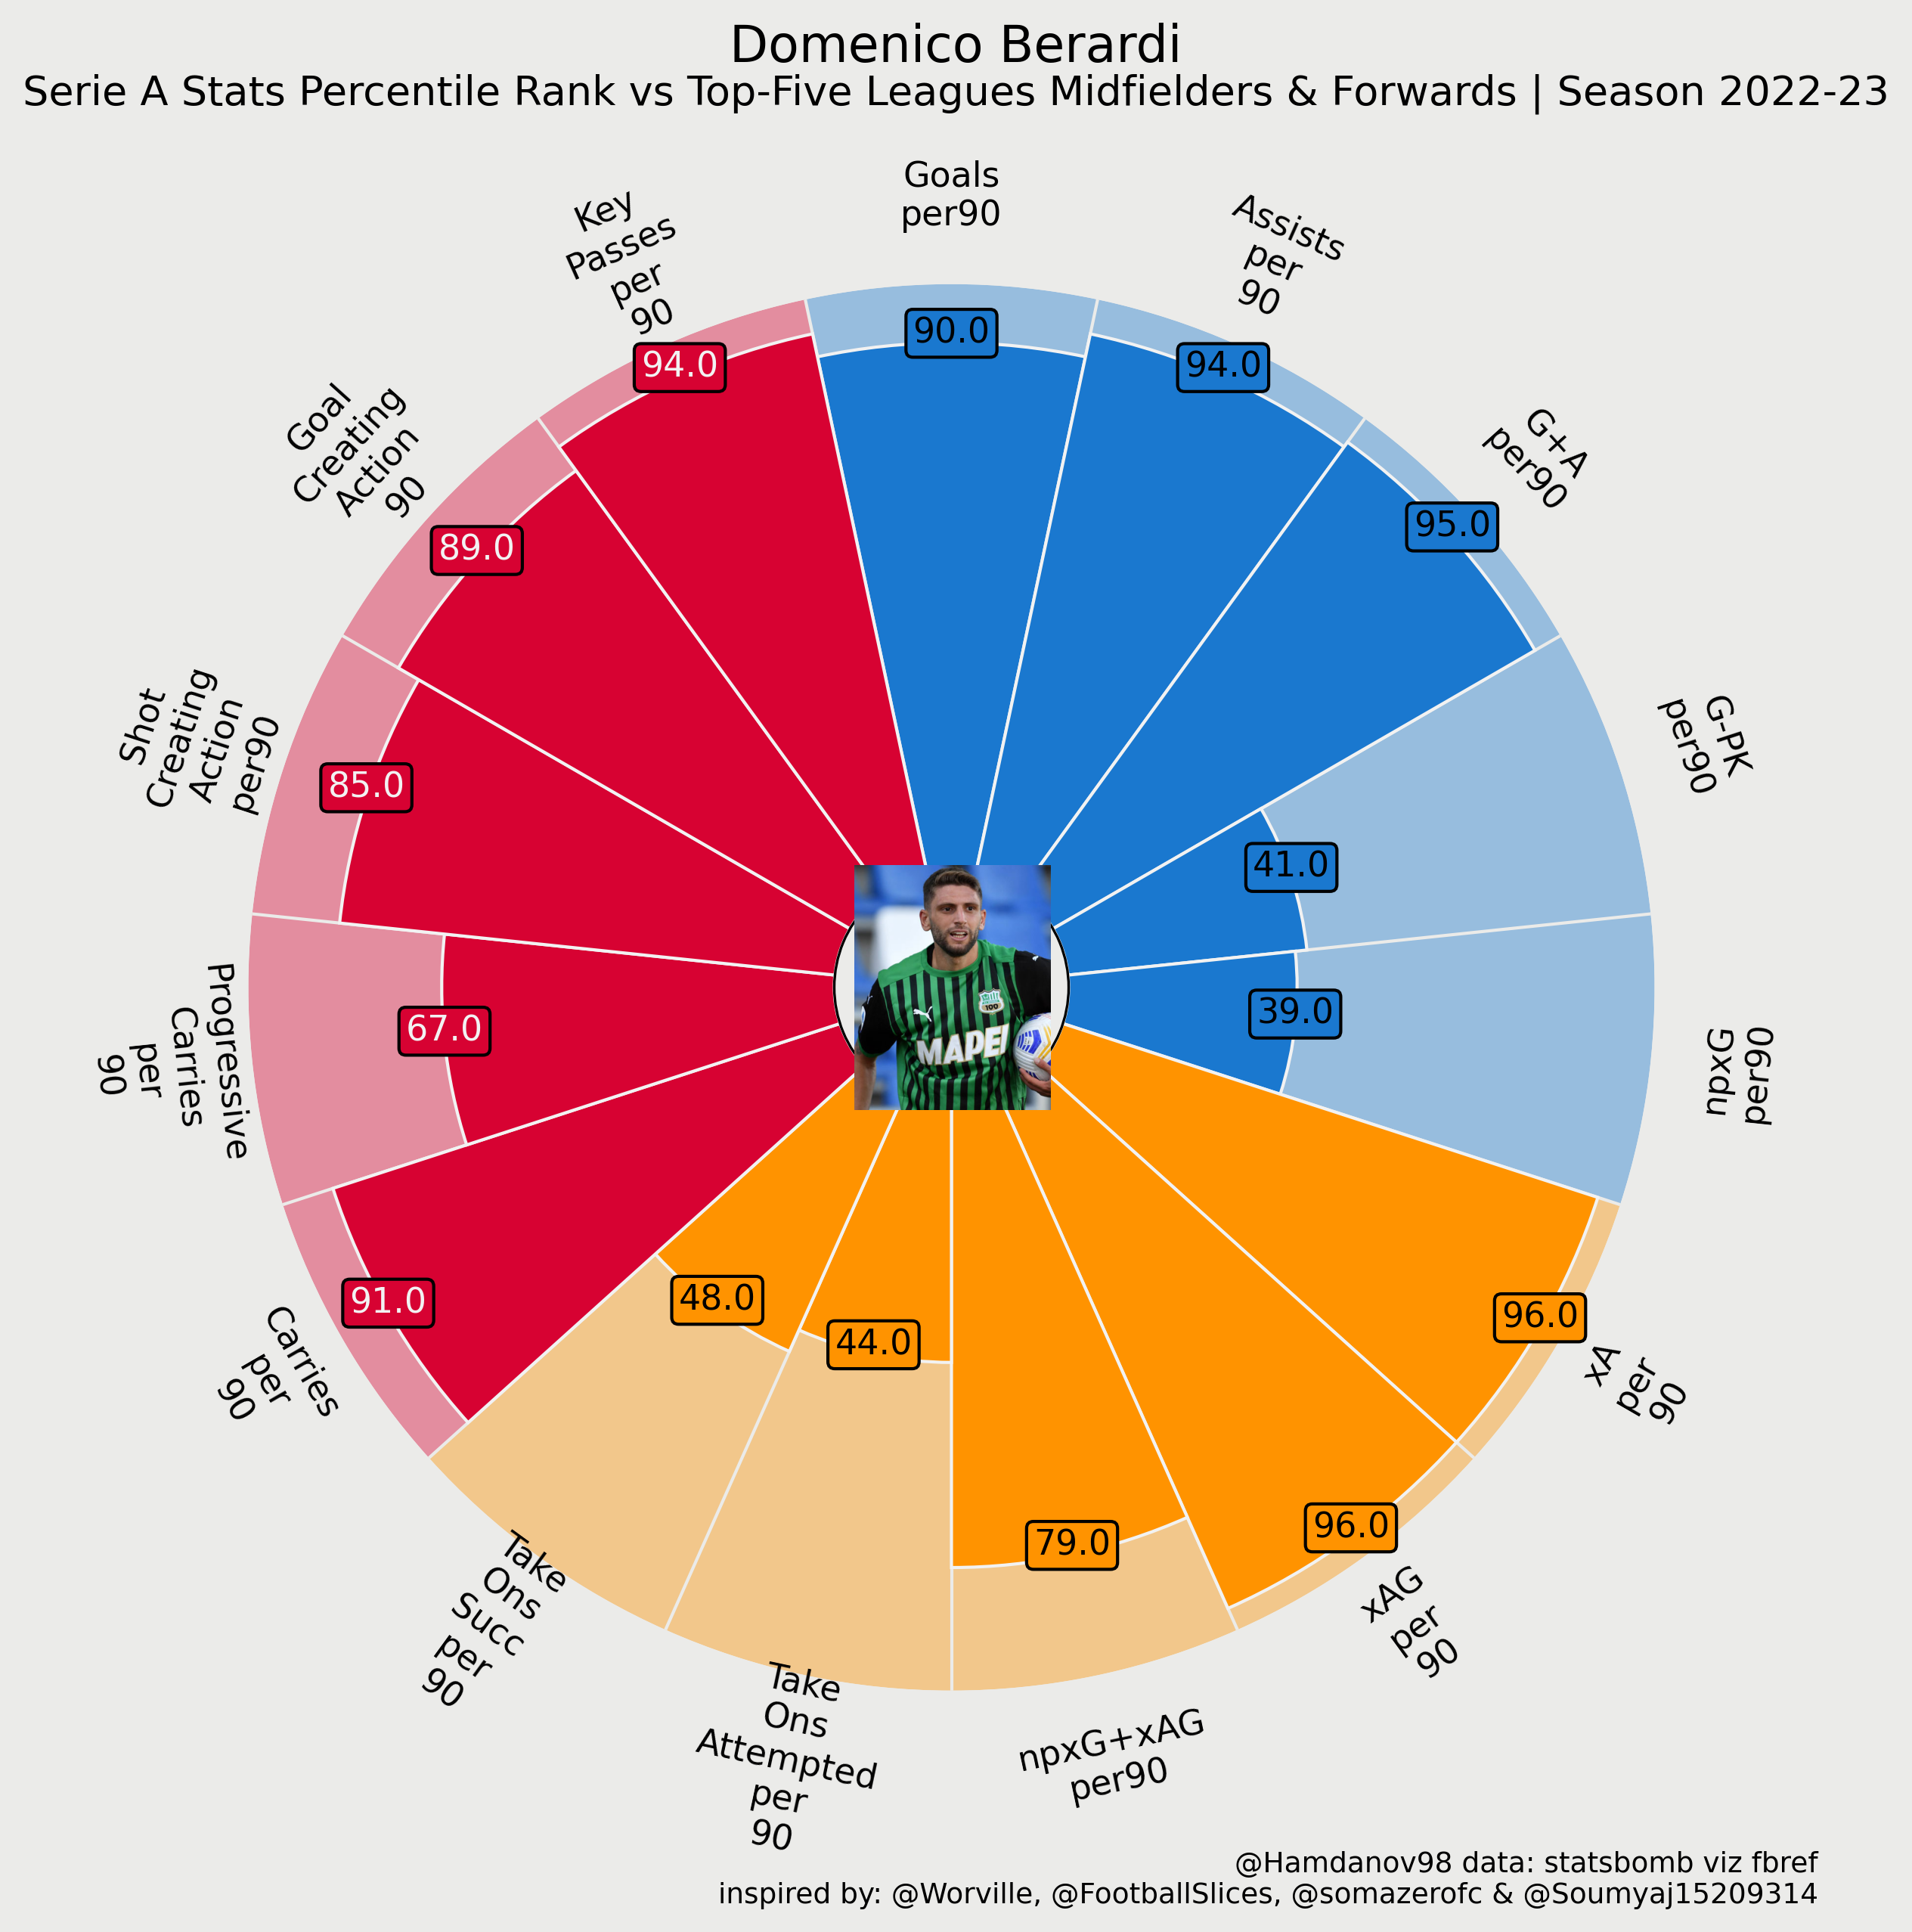 Domenico Berardi
Serie A Stats Percentile Rank vs Top-Five Leagues Midfielders & Forwards | Season 2022-23
Goals
per90
90.0
Assists
per
90
94.0
G+A
per90
95.0
G-PK
per90
41.0
npxG
per90
39.0
xA
per
90
96.0
xAG
per
90
96.0
npxG+xAG
per90
79.0
Take
Ons
Attempted
per
90
44.0
Take
Ons
Succ
per
90
48.0
Carries
per
90
91.0
Progressive
Carries
per
90
67.0
Shot
Creating
Action
per90
85.0
Goal
Creating
Action
90
89.0
Key
Passes
per
90
94.0
MAPEI
100
@Hamdanov98 data: statsbomb viz fbref
inspired by: @Worville, @FootballSlices, @somazerofc & @Soumyaj15209314